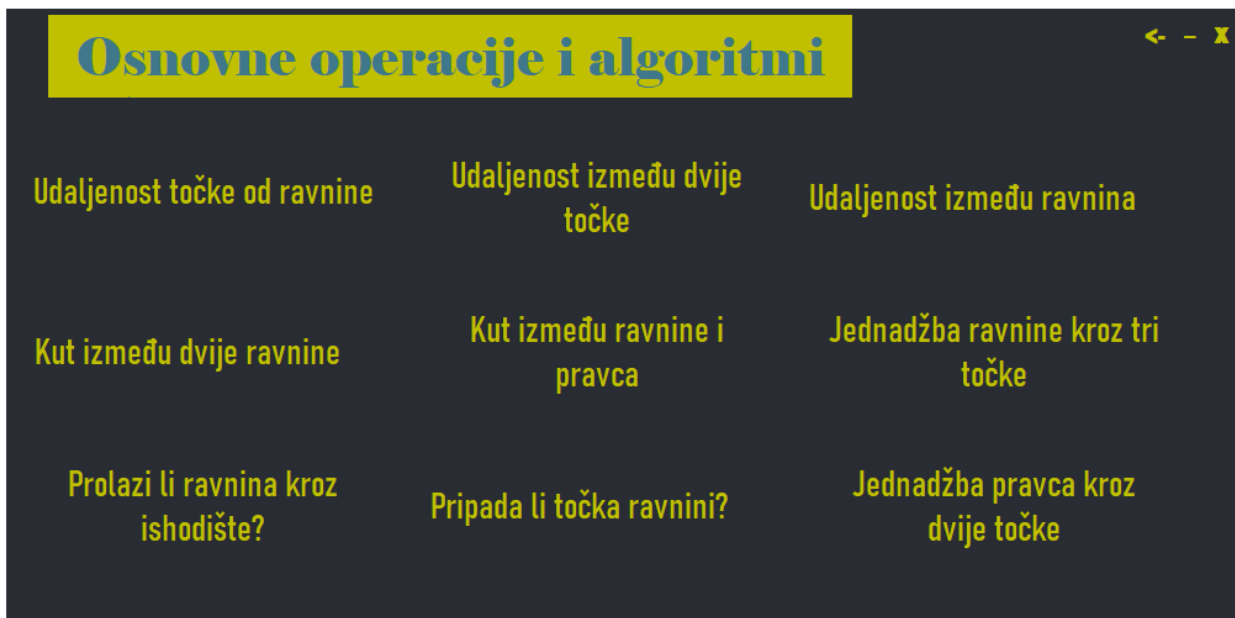 Osnovne operacije i algoritmi
<- – X
Udaljenost točke od ravnine
Udaljenost između dvije
točke
Udaljenost između ravnina
Kut između dvije ravnine
Kut između ravnine i
pravca
Jednadžba ravnine kroz tri
točke
Prolazi li ravnina kroz
ishodište?
Pripada li točka ravnini?
Jednadžba pravca kroz
dvije točke